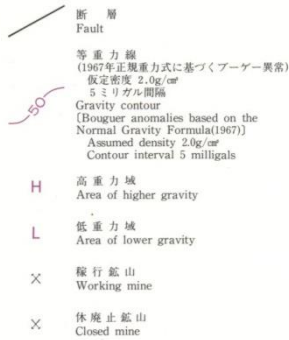 断層
Fault
等重力線
(1967年正規重力式に基づくブーゲー異常)
仮定密度 2.0g/cm³
5ミリガル間隔
50
Gravity contour
[Bouguer anomalies based on the
Normal Gravity Formula(1967)]
Assumed density 2.0g/cm³
Contour interval 5 milligals
H
高重力域
Area of higher gravity
L
低重力域
Area of lower gravity
X
稼行鉱山
Working mine
X
休廃止鉱山
Closed mine